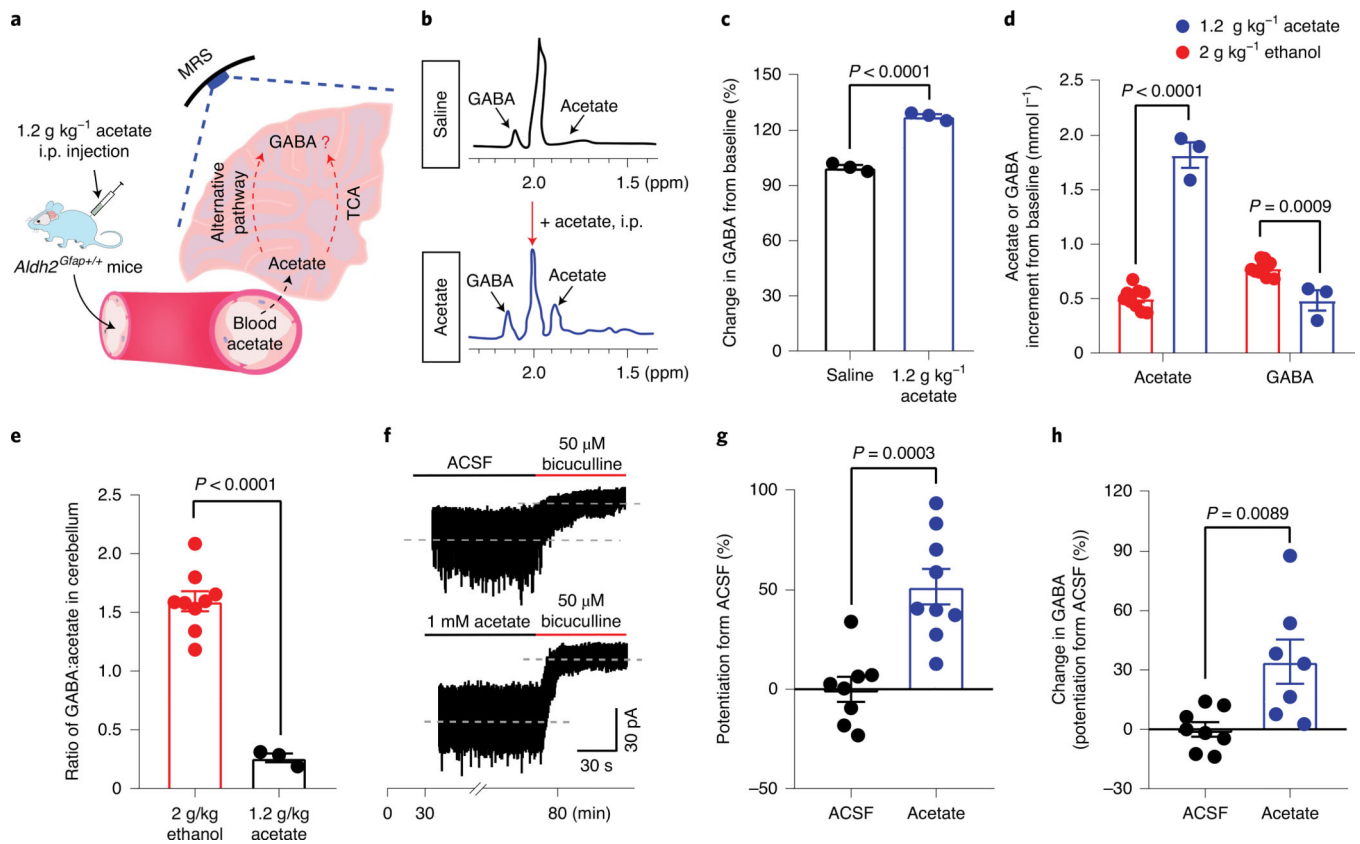 a
MRS
1.2 g kg⁻¹ acetate
i.p. injection
Aldh2^Gfap+/+ mice
GABA ?
Alternative
pathway
TCA
Acetate
Blood
acetate
b
Saline
GABA
Acetate
2.0
1.5 (ppm)
+ acetate, i.p.
Acetate
GABA
Acetate
2.0
1.5 (ppm)
c
Change in GABA from baseline (%)
150
120
90
60
30
0
P < 0.0001
Saline
1.2 g kg⁻¹
acetate
d
1.2 g kg⁻¹ acetate
2 g kg⁻¹ ethanol
Acetate or GABA
increment from baseline (mmol l⁻¹)
2.5
2.0
1.5
1.0
0.5
0
P < 0.0001
P = 0.0009
Acetate
GABA
e
Ratio of GABA:acetate in cerebellum
2.5
2.0
1.5
1.0
0.5
0
P < 0.0001
2 g/kg
ethanol
1.2 g/kg
acetate
f
ACSF
50 μM
bicuculline
1 mM acetate
50 μM
bicuculline
30 pA
30 s
0
30
80 (min)
g
Potentiation form ACSF (%)
100
50
0
–50
P = 0.0003
ACSF
Acetate
h
Change in GABA
(potentiation form ACSF (%))
120
90
60
30
0
–30
P = 0.0089
ACSF
Acetate